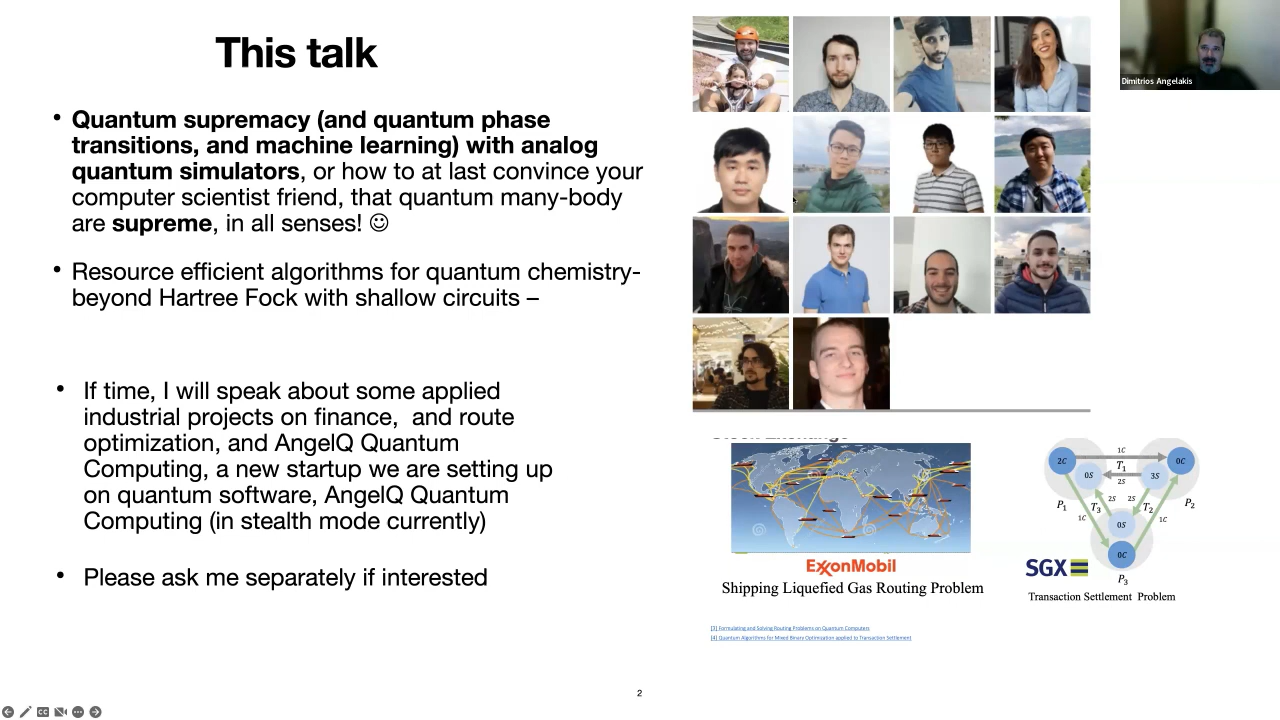 This talk
• Quantum supremacy (and quantum phase
transitions, and machine learning) with analog
quantum simulators, or how to at last convince your
computer scientist friend, that quantum many-body
are supreme, in all senses! ☺
• Resource efficient algorithms for quantum chemistry-
beyond Hartree Fock with shallow circuits –
• If time, I will speak about some applied
industrial projects on finance, and route
optimization, and AngelQ Quantum
Computing, a new startup we are setting up
on quantum software, AngelQ Quantum
Computing (in stealth mode currently)
• Please ask me separately if interested
Dimitrios Angelakis
ExxonMobil
Shipping Liquefied Gas Routing Problem
1C
2C
0C
T1
0S
3S
2S
P1
T3
2S
2S
T2
P2
1C
0S
1C
0C
P3
SGX
Transaction Settlement Problem
[3] Formulating and Solving Routing Problems on Quantum Computers
[4] Quantum Algorithms for Mixed Binary Optimization applied to Transaction Settlement
2
CC